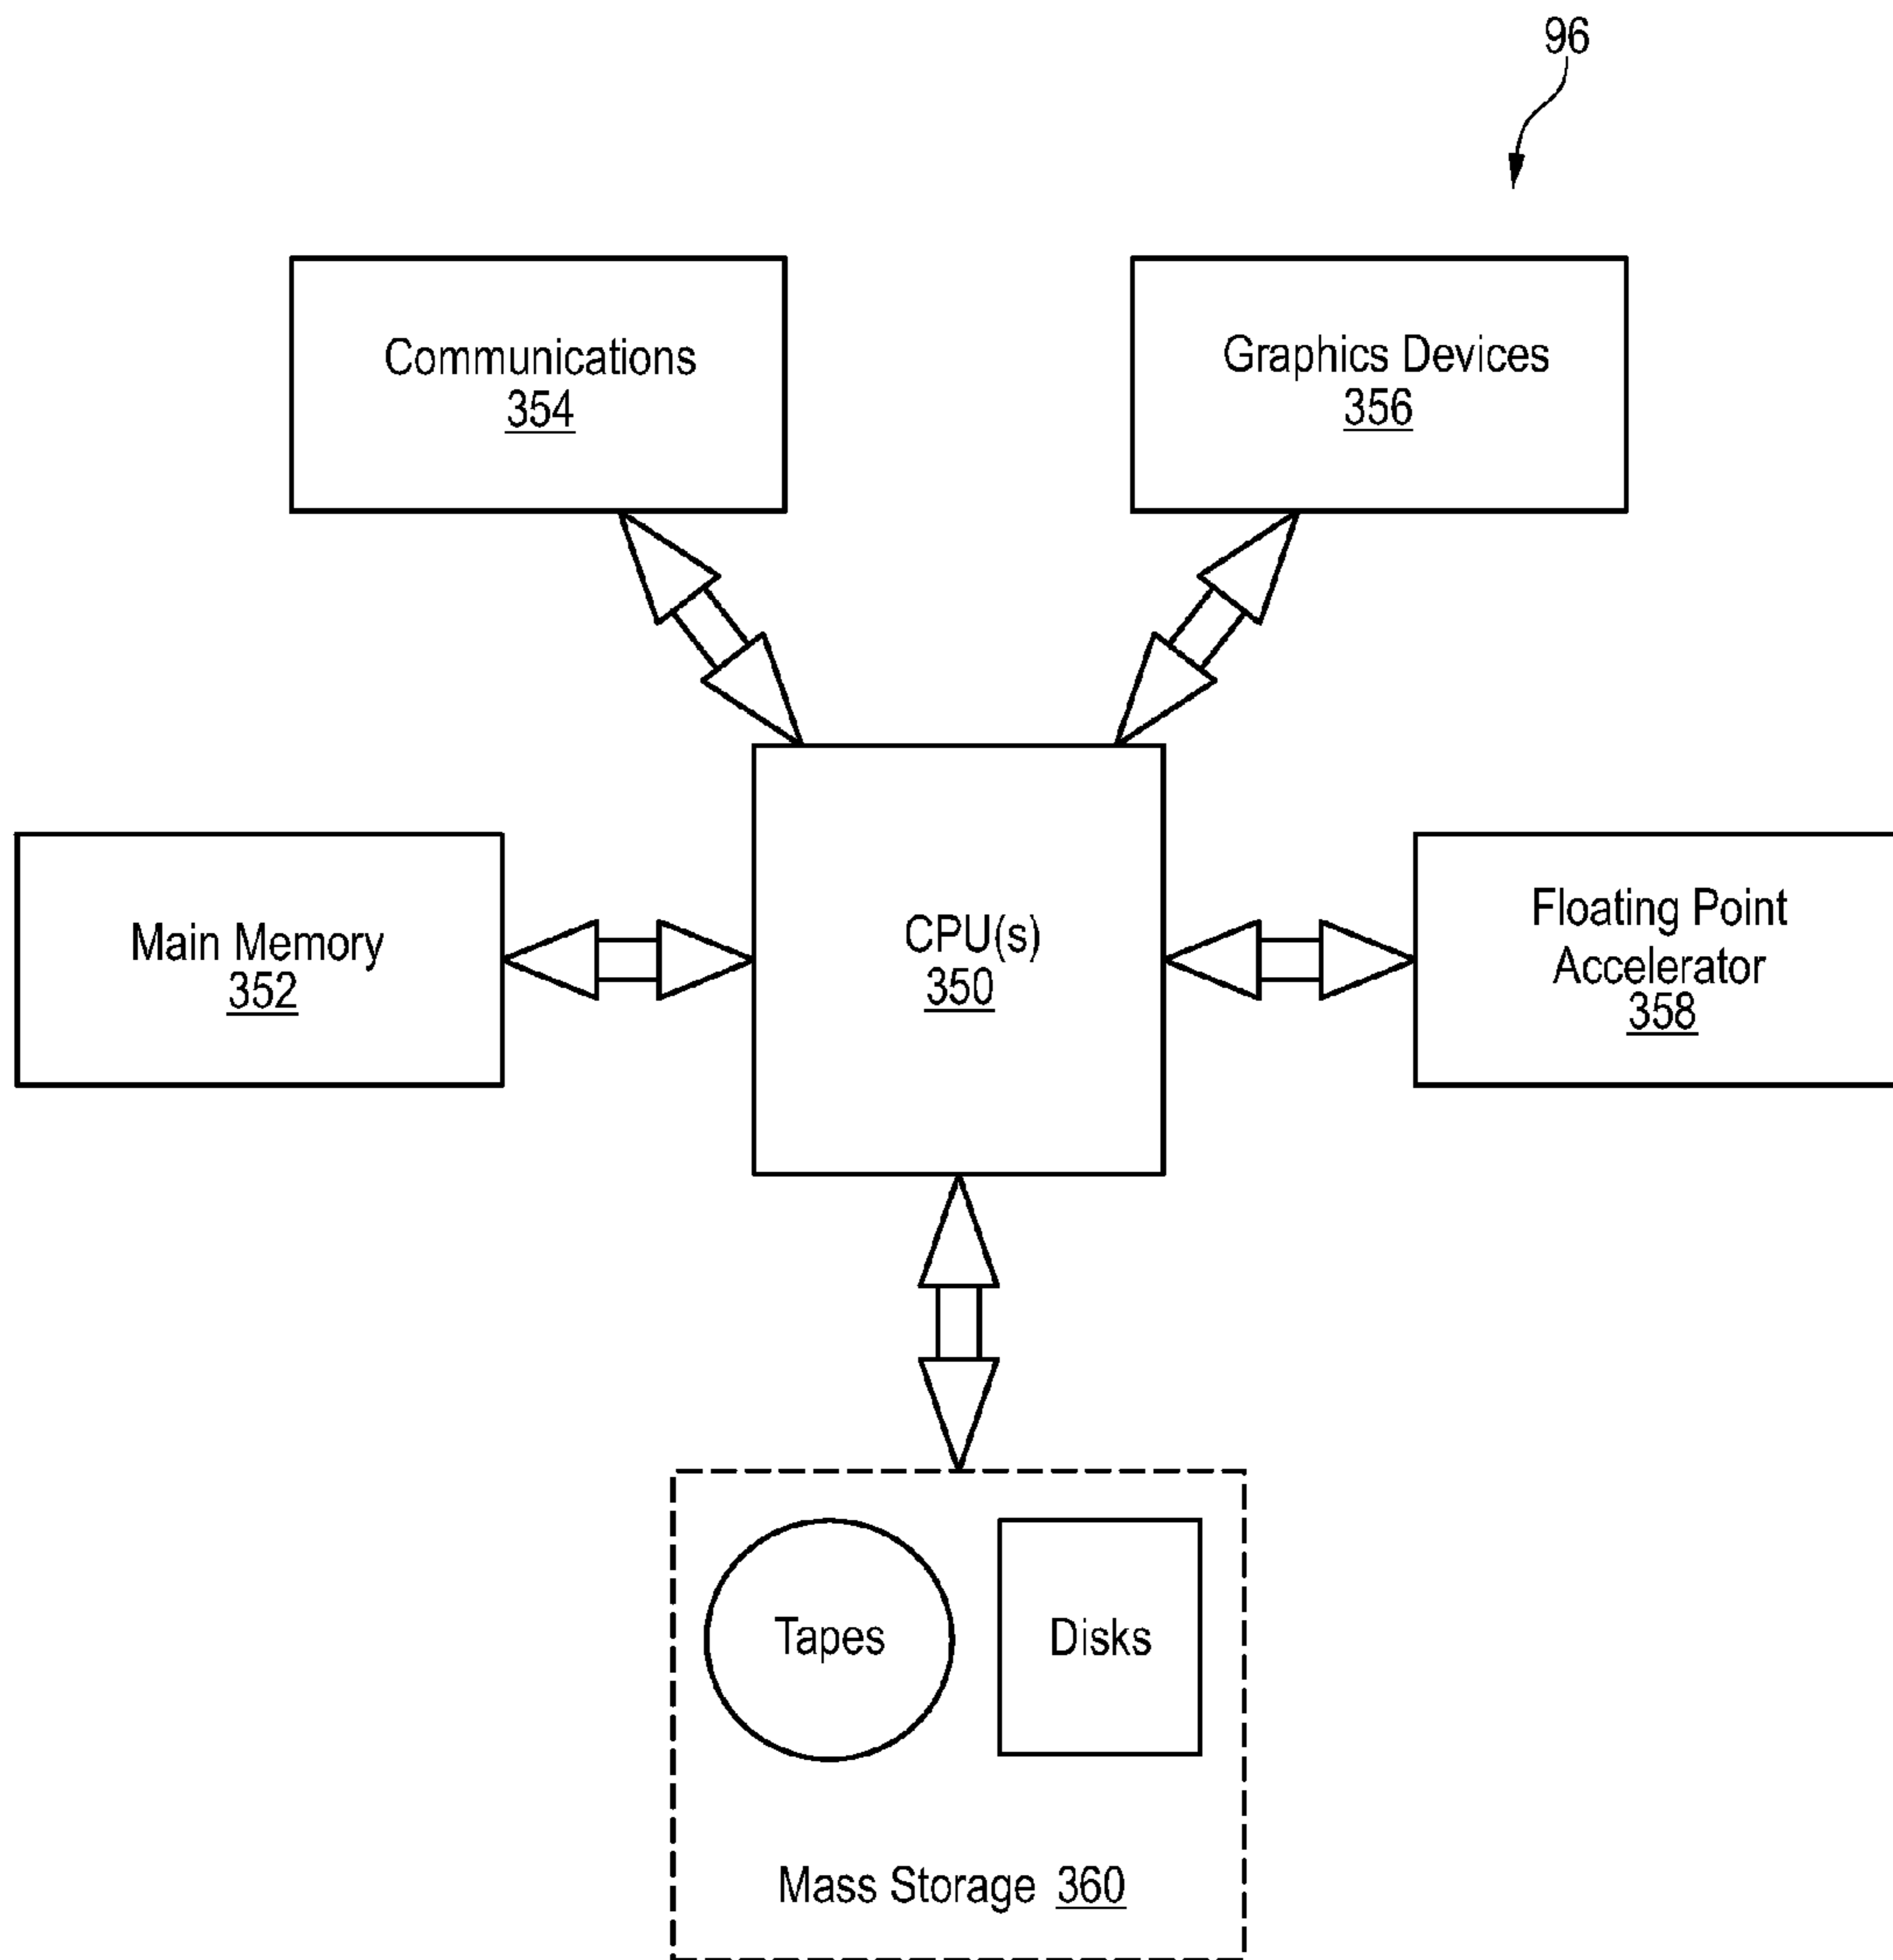 96
Communications
354
Graphics Devices
356
Main Memory
352
CPU(s)
350
Floating Point
Accelerator
358
Tapes
Disks
Mass Storage 360